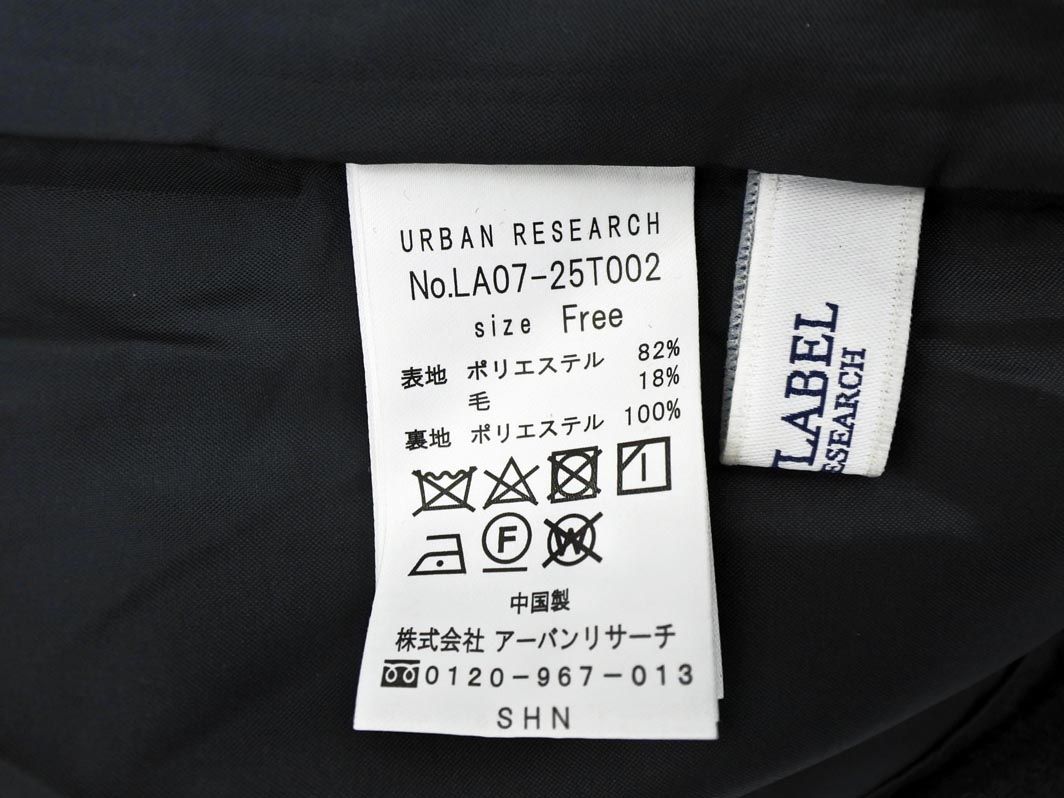 URBAN RESEARCH
No.LA07-25T002
size Free
表地 ポリエステル 82%
毛 18%
裏地 ポリエステル 100%
F
W
中国製
株式会社 アーバンリサーチ
0120-967-013
SHN
LABEL